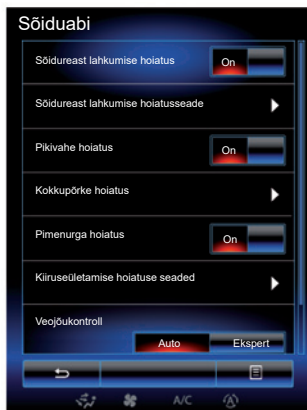 Sõiduabi
Sõidureast lahkumise hoiatus On
Sõidureast lahkumise hoiatusseade
Pikivahe hoiatus On
Kokkupõrke hoiatus
Pimenurga hoiatus On
Kiiruseületamise hoiatuse seaded
Veojõukontroll
Auto Ekspert
A/C